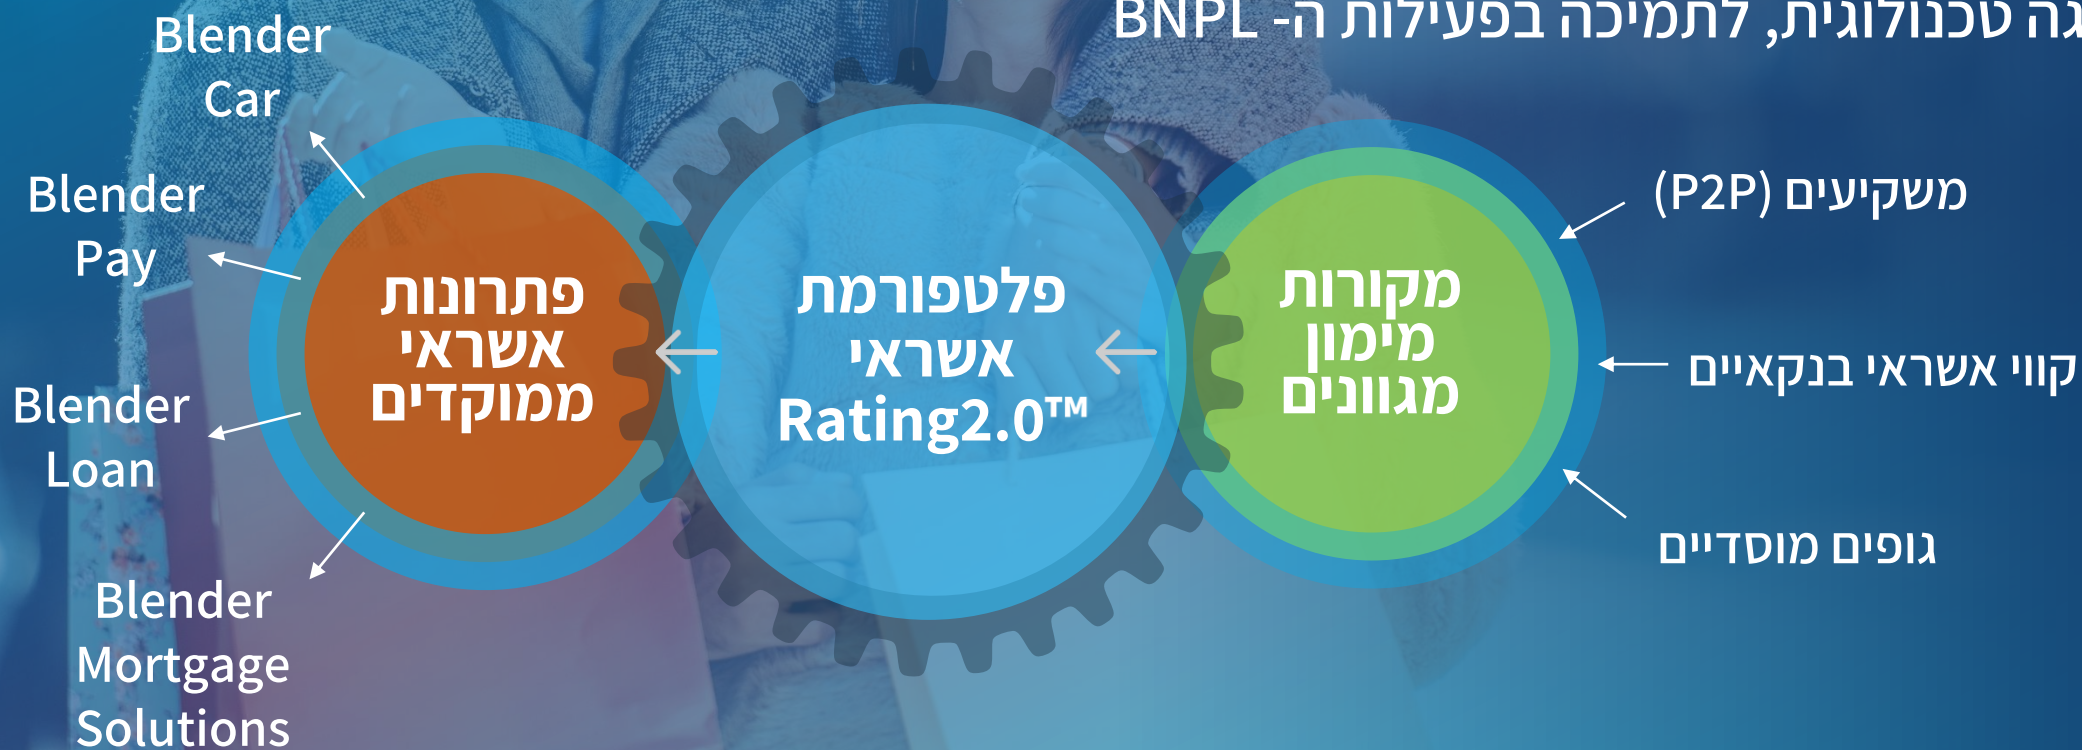 טכנולוגית, לתמיכה בפעילות ה- BNPL
משקיעים (P2P)
קווי אשראי בנקאיים
גופים מוסדיים
מקורות
מימון
מגוונים
פלטפורמת
אשראי
Rating2.0™
פתרונות
אשראי
ממוקדים
Blender
Car
Blender
Pay
Blender
Loan
Blender
Mortgage
Solutions